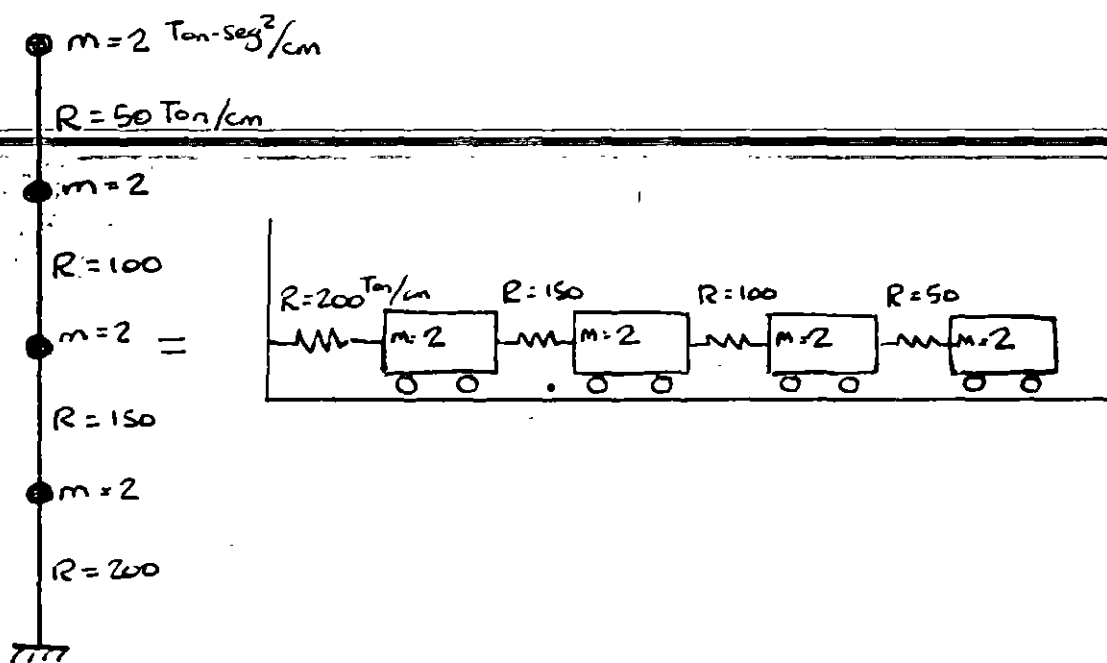 m=2 Ton-seg²/cm
R=50 Ton/cm
m=2
R=100
m=2
=
R=150
m=2
R=200
R=200 Ton/cm
R=150
R=100
R=50
m=2
m=2
m=2
m=2